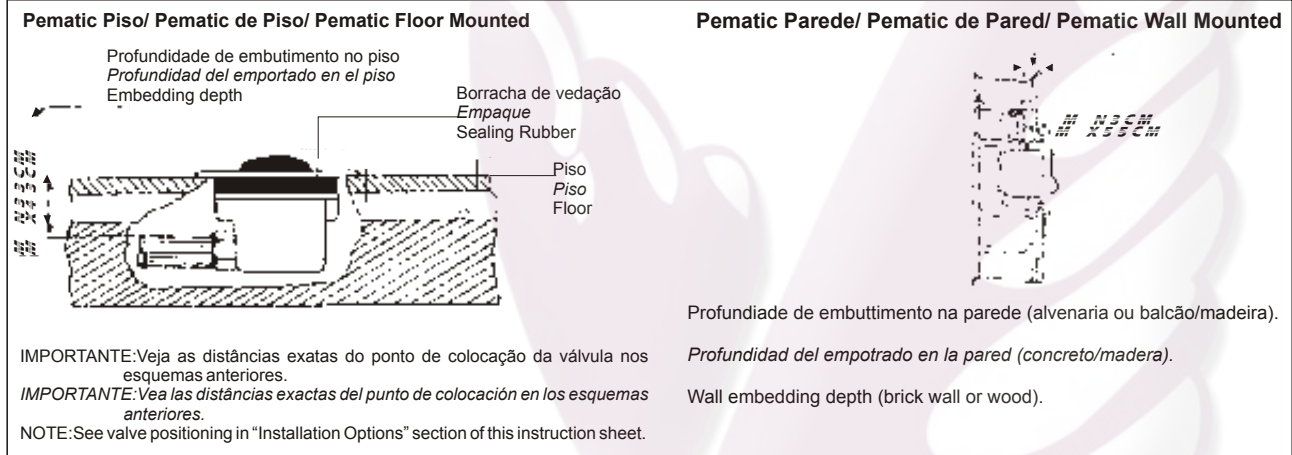 Pematic Piso/ Pematic de Piso/ Pematic Floor Mounted
Profundidade de embutimento no piso
Profundidad del emportado en el piso
Embedding depth
Borracha de vedação
Empaque
Sealing Rubber
Piso
Piso
Floor
IMPORTANTE:Veja as distâncias exatas do ponto de colocação da válvula nos
esquemas anteriores.
IMPORTANTE:Vea las distâncias exactas del punto de colocación en los esquemas
anteriores.
NOTE:See valve positioning in “Installation Options” section of this instruction sheet.
Pematic Parede/ Pematic de Pared/ Pematic Wall Mounted
Profundiade de embuttimento na parede (alvenaria ou balcão/madeira).
Profundidad del empotrado en la pared (concreto/madera).
Wall embedding depth (brick wall or wood).